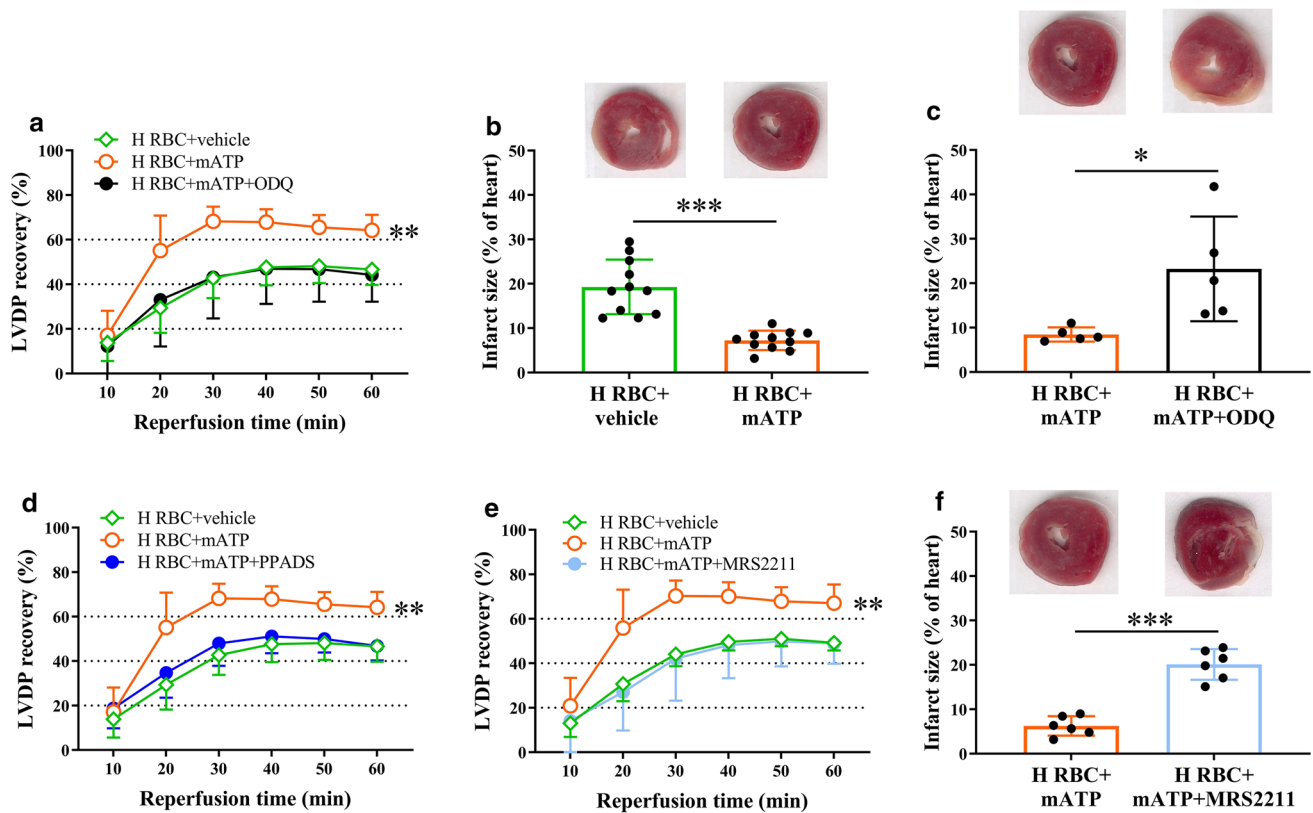 a
H RBC+vehicle
H RBC+mATP
H RBC+mATP+ODQ
LVDP recovery (%)
100
80
60
40
20
0
**
10 20 30 40 50 60
Reperfusion time (min)
b
Infarct size (% of heart)
50
40
30
20
10
0
***
H RBC+ H RBC+
vehicle mATP
c
Infarct size (% of heart)
50
40
30
20
10
0
*
H RBC+ H RBC+
mATP mATP+ODQ
d
H RBC+vehicle
H RBC+mATP
H RBC+mATP+PPADS
LVDP recovery (%)
100
80
60
40
20
0
**
10 20 30 40 50 60
Reperfusion time (min)
e
H RBC+vehicle
H RBC+mATP
H RBC+mATP+MRS2211
LVDP recovery (%)
100
80
60
40
20
0
**
10 20 30 40 50 60
Reperfusion time (min)
f
Infarct size (% of heart)
50
40
30
20
10
0
***
H RBC+ H RBC+
mATP mATP+MRS2211